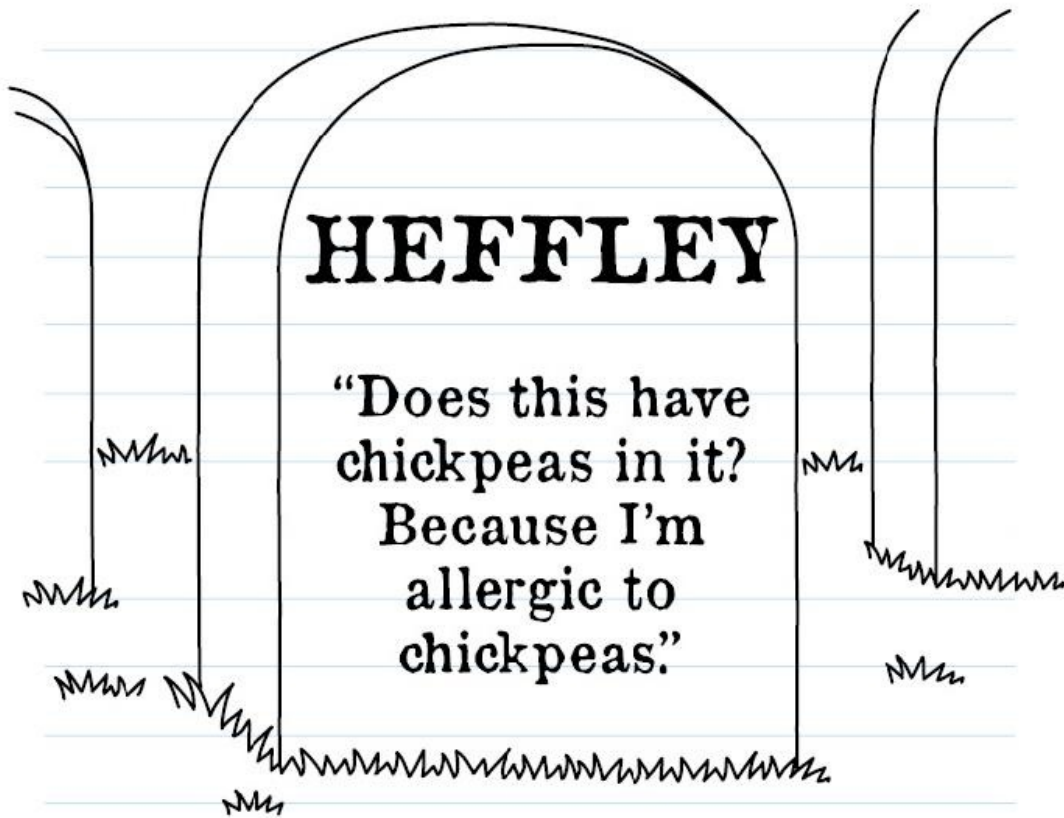 HEFFLEY
“Does this have
chickpeas in it?
Because I’m
allergic to
chickpeas.”